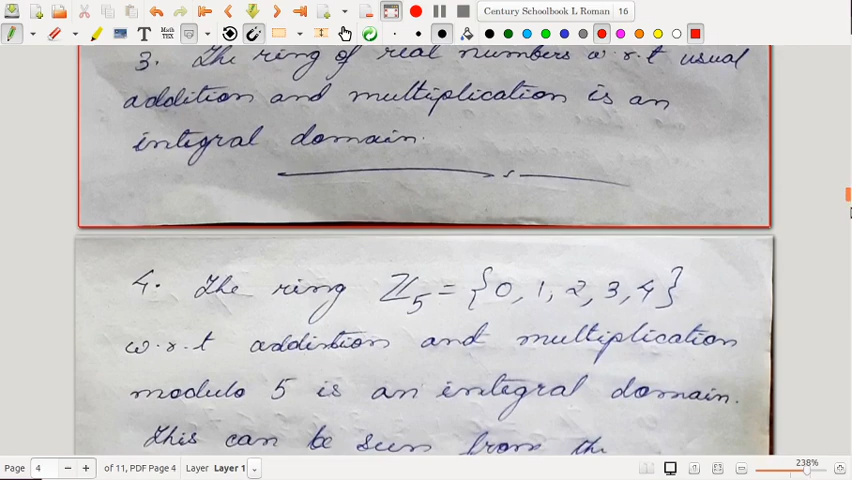 Century Schoolbook L Roman 16
3. The ring of real numbers w.r.t usual
addition and multiplication is an
integral domain.
4. The ring ℤ₅ = {0, 1, 2, 3, 4}
w.r.t addition and multiplication
modulo 5 is an integral domain.
This can be seen from the
Page 4 of 11, PDF Page 4 Layer Layer 1 238%